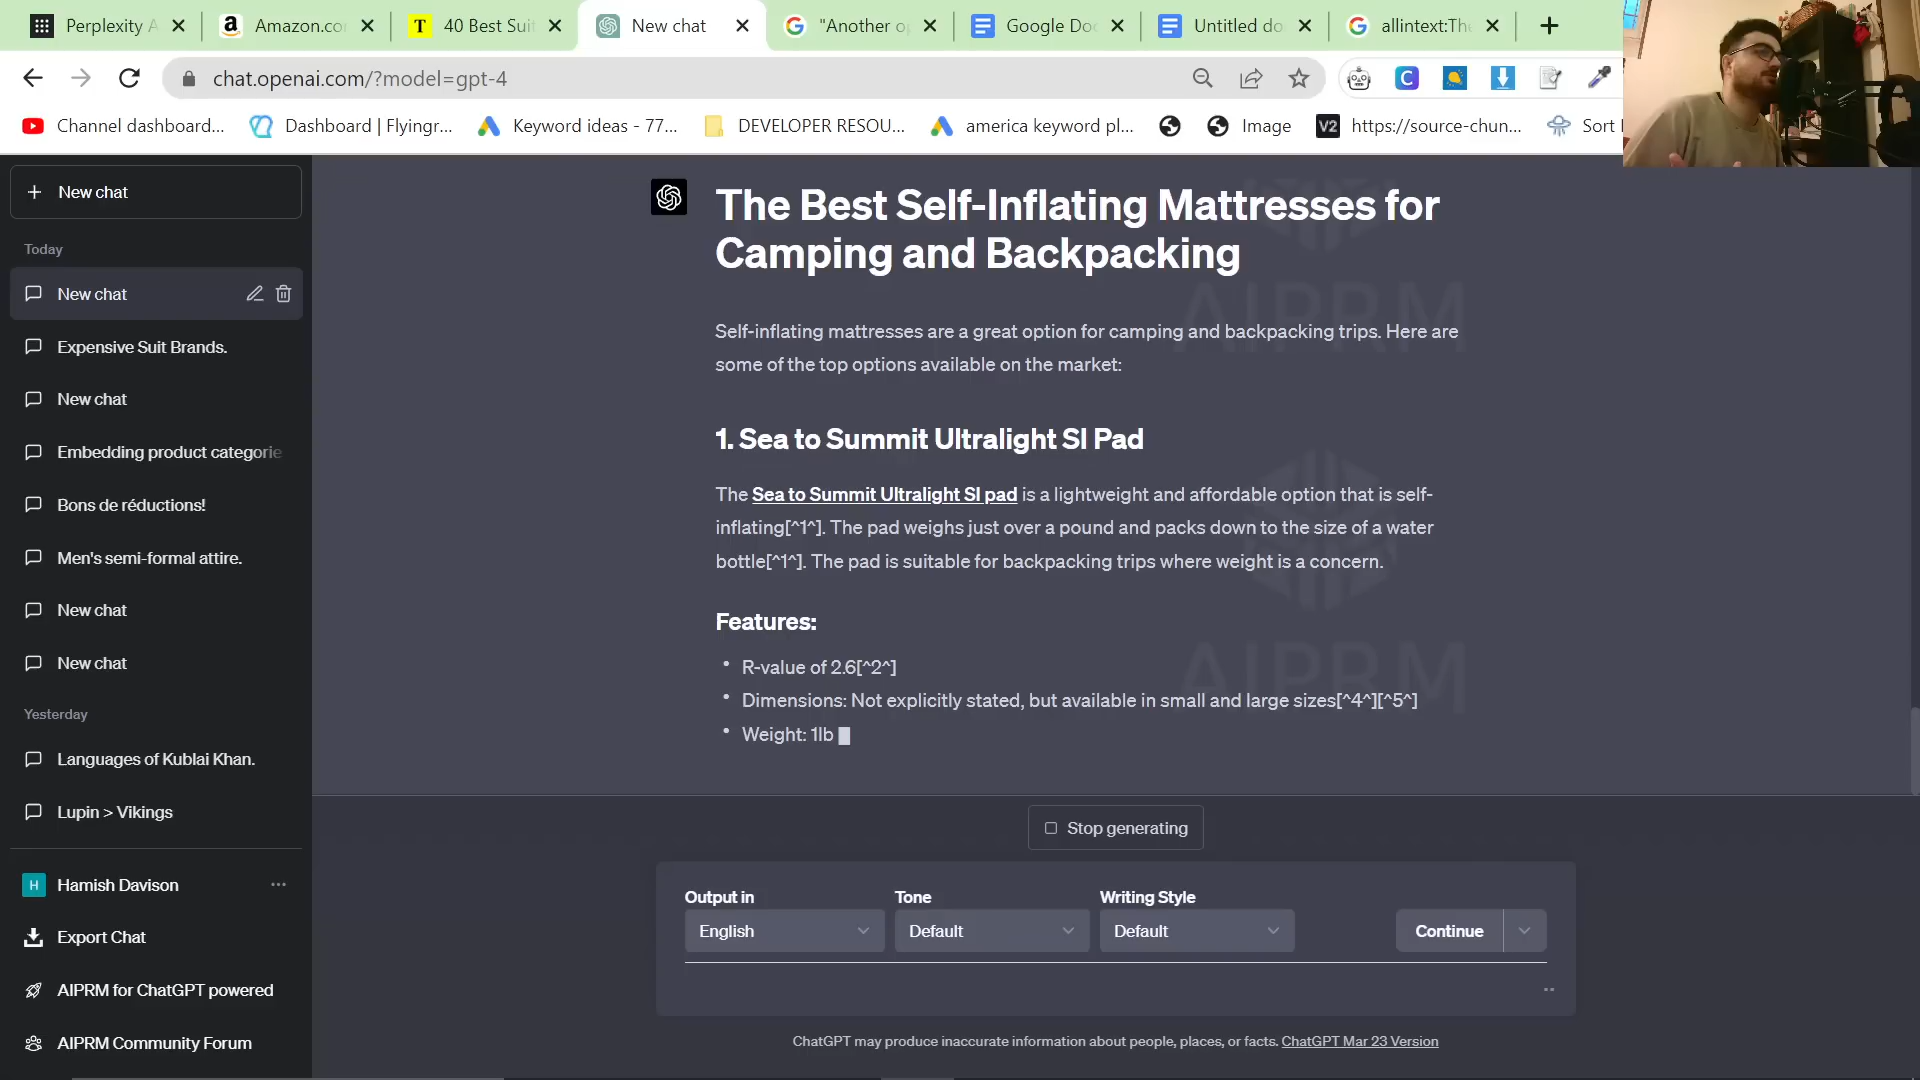 Perplexity A
Amazon.co
40 Best Suit
New chat
"Another o
Google Do
Untitled do
allintext:The
chat.openai.com/?model=gpt-4
Channel dashboard...
Dashboard | Flyingr...
Keyword ideas - 77...
DEVELOPER RESOU...
america keyword pl...
Image
V2
https://source-chun...
Sort
New chat
Today
New chat
Expensive Suit Brands.
New chat
Embedding product categorie
Bons de réductions!
Men's semi-formal attire.
New chat
New chat
Yesterday
Languages of Kublai Khan.
Lupin > Vikings
H
Hamish Davison
Export Chat
AIPRM for ChatGPT powered
AIPRM Community Forum
The Best Self-Inflating Mattresses for
Camping and Backpacking
Self-inflating mattresses are a great option for camping and backpacking trips. Here are
some of the top options available on the market:
AIPRM
1. Sea to Summit Ultralight SI Pad
The Sea to Summit Ultralight SI pad is a lightweight and affordable option that is self-
inflating[^1^]. The pad weighs just over a pound and packs down to the size of a water
bottle[^1^]. The pad is suitable for backpacking trips where weight is a concern.
Features:
• R-value of 2.6[^2^]
• Dimensions: Not explicitly stated, but available in small and large sizes[^4^][^5^]
• Weight: 1lb
AIPRM
Stop generating
Output in
Tone
Writing Style
English
Default
Default
Continue
ChatGPT may produce inaccurate information about people, places, or facts. ChatGPT Mar 23 Version